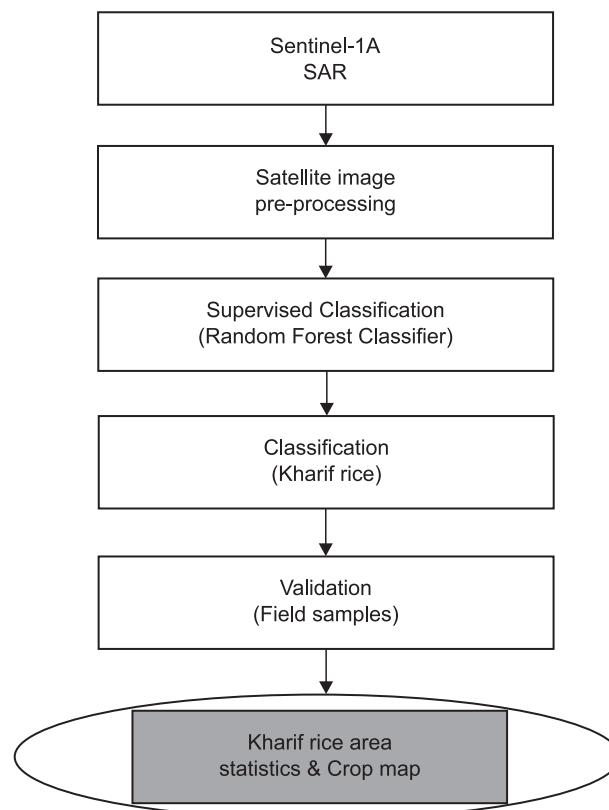 Sentinel-1A
SAR
Satellite image
pre-processing
Supervised Classification
(Random Forest Classifier)
Classification
(Kharif rice)
Validation
(Field samples)
Kharif rice area
statistics & Crop map